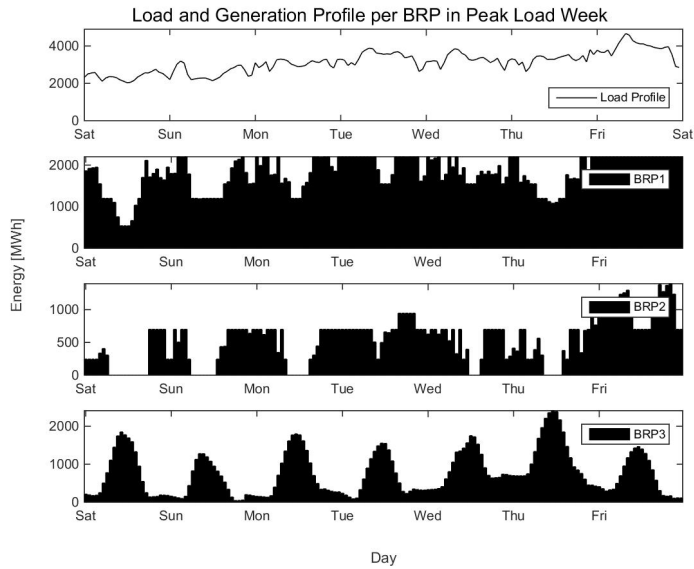 Load and Generation Profile per BRP in Peak Load Week
4000
2000
0
Load Profile
Sat Sun Mon Tue Wed Thu Fri Sat
2000
1000
0
BRP1
Sat Sun Mon Tue Wed Thu Fri
Energy [MWh]
1000
500
0
BRP2
Sat Sun Mon Tue Wed Thu Fri
2000
1000
0
BRP3
Sat Sun Mon Tue Wed Thu Fri
Day